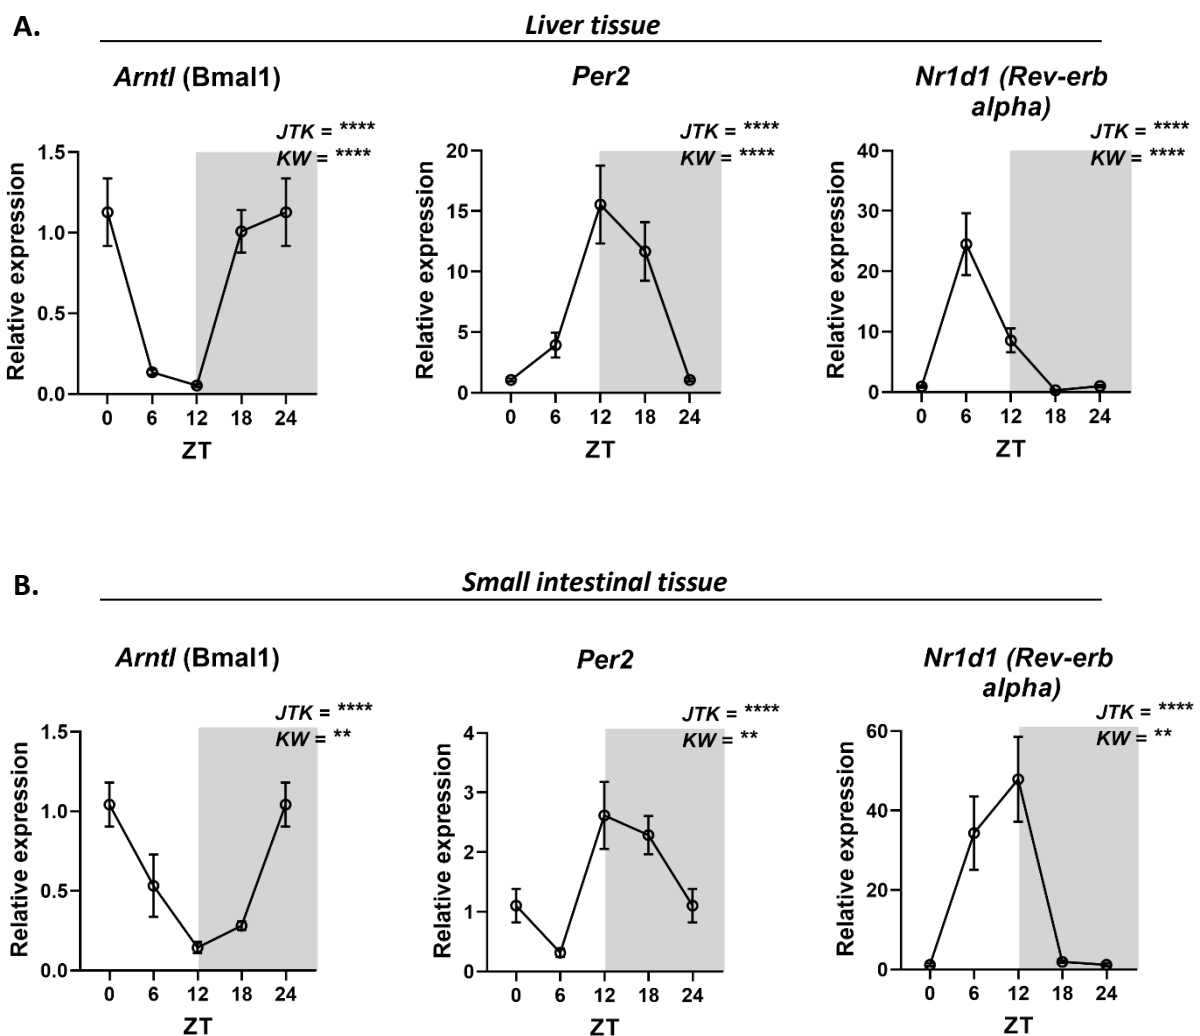 A.
Liver tissue
Arntl (Bmal1)
JTK = ****
KW = ****
Relative expression
1.5
1.0
0.5
0.0
0 6 12 18 24
ZT
Per2
JTK = ****
KW = ****
Relative expression
20
15
10
5
0
0 6 12 18 24
ZT
Nr1d1 (Rev-erb
alpha)
JTK = ****
KW = ****
Relative expression
40
30
20
10
0
0 6 12 18 24
ZT
B.
Small intestinal tissue
Arntl (Bmal1)
JTK = ****
KW = **
Relative expression
1.5
1.0
0.5
0.0
0 6 12 18 24
ZT
Per2
JTK = ****
KW = **
Relative expression
4
3
2
1
0
0 6 12 18 24
ZT
Nr1d1 (Rev-erb
alpha)
JTK = ****
KW = **
Relative expression
60
40
20
0
0 6 12 18 24
ZT